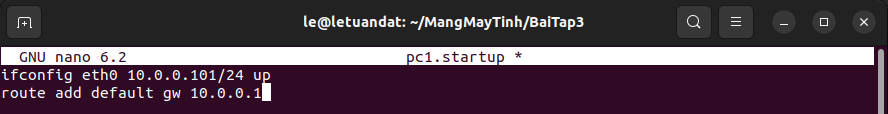 le@letuandat: ~/MangMayTinh/BaiTap3
GNU nano 6.2 pc1.startup *
ifconfig eth0 10.0.0.101/24 up
route add default gw 10.0.0.1